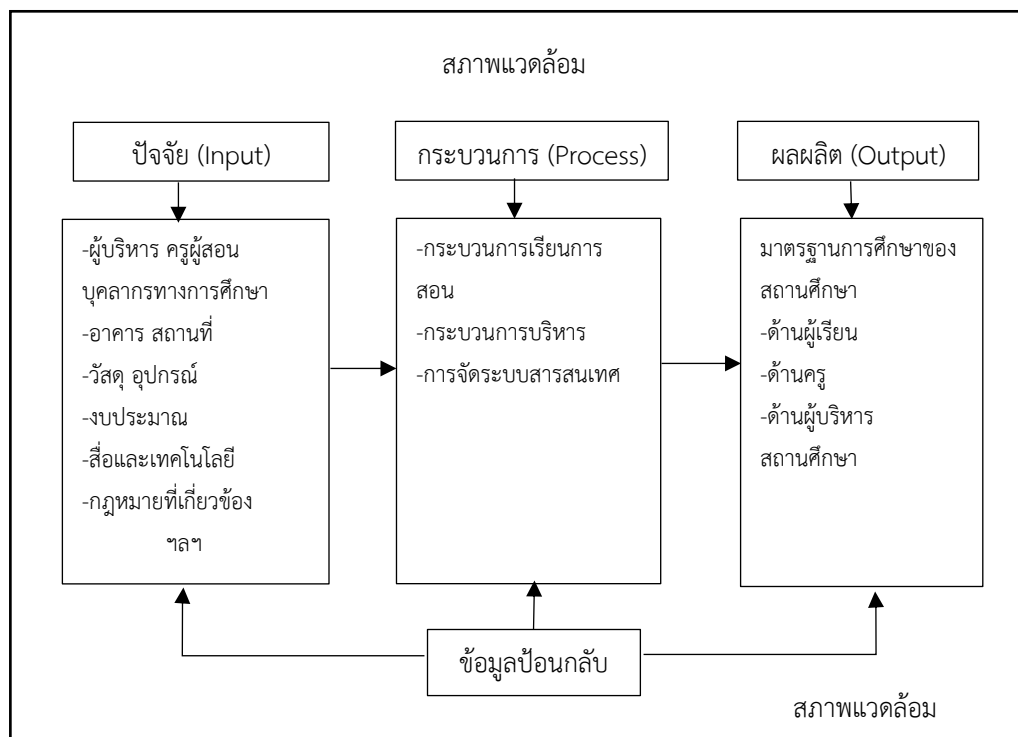 สภาพแวดล้อม
ปัจจัย (Input)
-ผู้บริหาร ครูผู้สอน
บุคลากรทางการศึกษา
-อาคาร สถานที่
-วัสดุ อุปกรณ์
-งบประมาณ
-สื่อและเทคโนโลยี
-กฎหมายที่เกี่ยวข้อง
ฯลฯ
กระบวนการ (Process)
-กระบวนการเรียนการ
สอน
-กระบวนการบริหาร
-การจัดระบบสารสนเทศ
ผลผลิต (Output)
มาตรฐานการศึกษาของ
สถานศึกษา
-ด้านผู้เรียน
-ด้านครู
-ด้านผู้บริหาร
สถานศึกษา
ข้อมูลป้อนกลับ
สภาพแวดล้อม